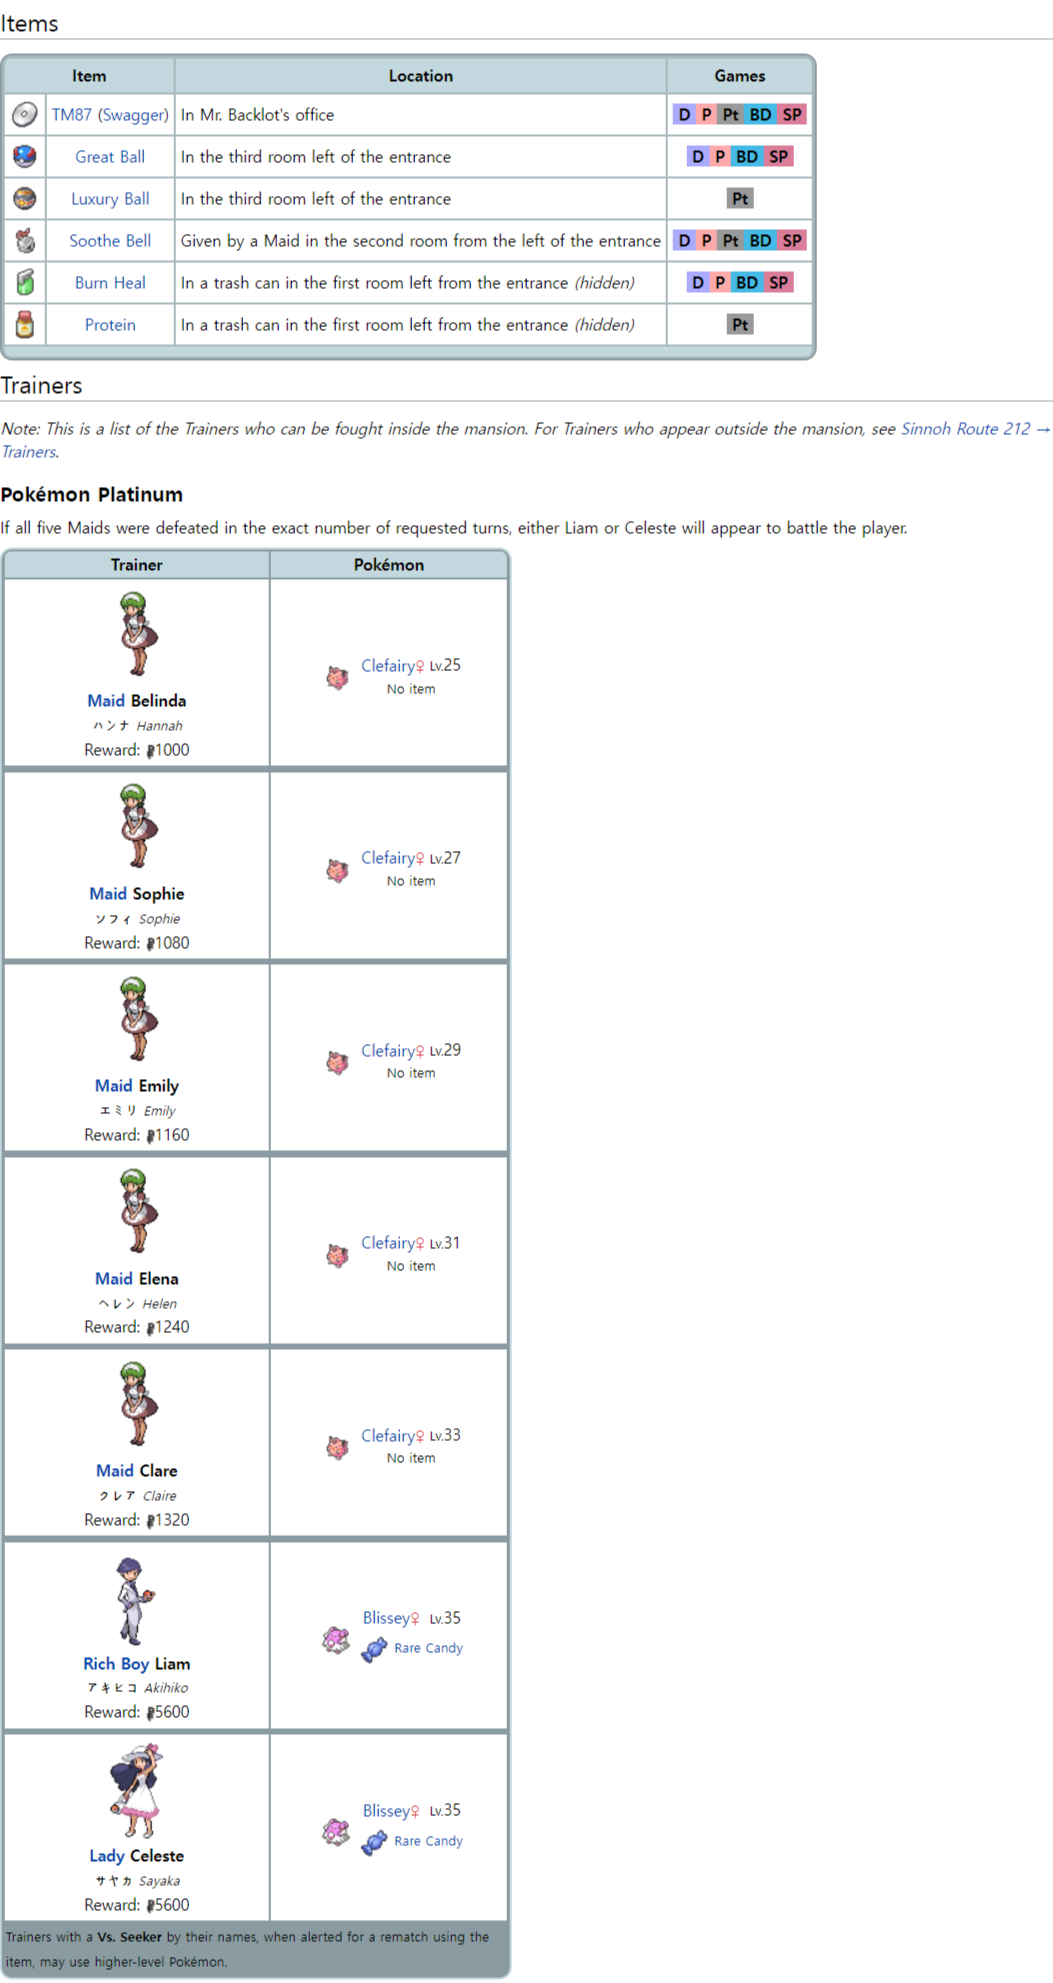 Items
Item Location Games
TM87 (Swagger) In Mr. Backlot's office D P Pt BD SP
Great Ball In the third room left of the entrance D P BD SP
Luxury Ball In the third room left of the entrance Pt
Soothe Bell Given by a Maid in the second room from the left of the entrance D P Pt BD SP
Burn Heal In a trash can in the first room left from the entrance (hidden) D P BD SP
Protein In a trash can in the first room left from the entrance (hidden) Pt
Trainers
Note: This is a list of the Trainers who can be fought inside the mansion. For Trainers who appear outside the mansion, see Sinnoh Route 212 →
Trainers.
Pokémon Platinum
If all five Maids were defeated in the exact number of requested turns, either Liam or Celeste will appear to battle the player.
Trainer Pokémon
Clefairy♀ Lv.25
No item
Maid Belinda
ハンナ Hannah
Reward: 1000
Clefairy♀ Lv.27
No item
Maid Sophie
ソフィ Sophie
Reward: 1080
Clefairy♀ Lv.29
No item
Maid Emily
エミリ Emily
Reward: 1160
Clefairy♀ Lv.31
No item
Maid Elena
ヘレン Helen
Reward: 1240
Clefairy♀ Lv.33
No item
Maid Clare
クレア Claire
Reward: 1320
Blissey♀ Lv.35
Rare Candy
Rich Boy Liam
アキヒコ Akihiko
Reward: 5600
Blissey♀ Lv.35
Rare Candy
Lady Celeste
サヤカ Sayaka
Reward: 5600
Trainers with a Vs. Seeker by their names, when alerted for a rematch using the
item, may use higher-level Pokémon.